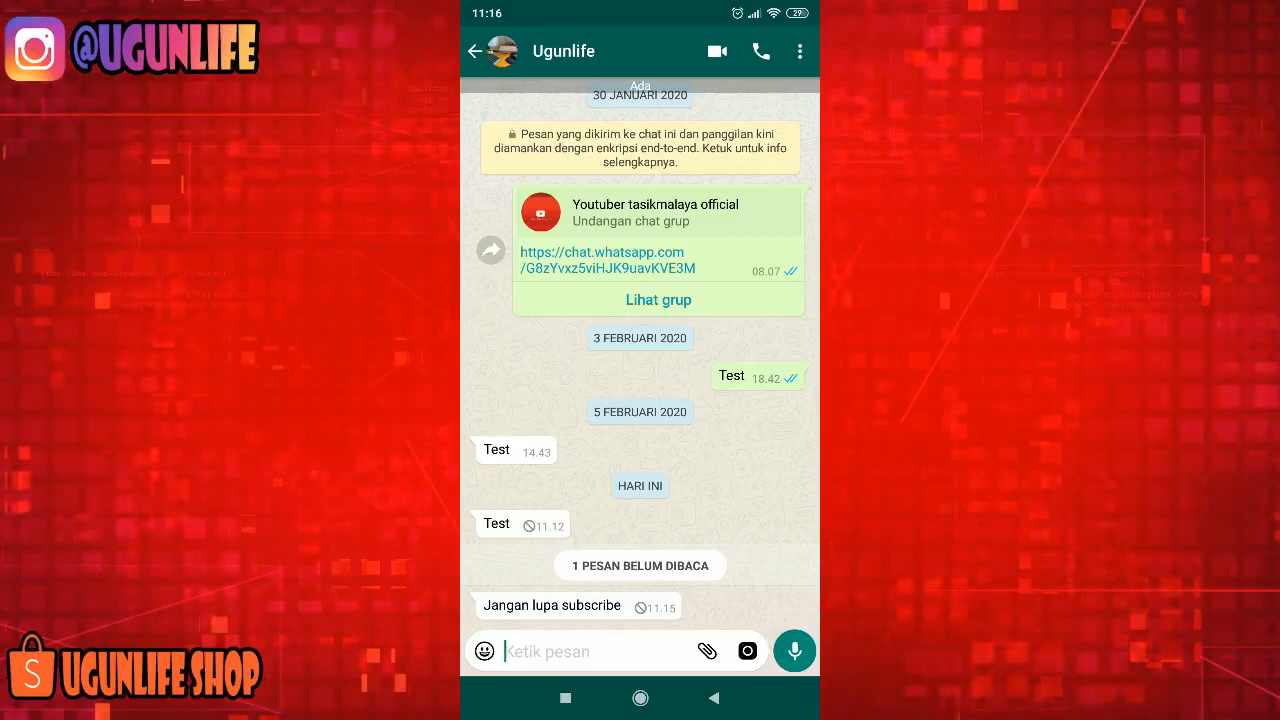 @UGUNLIFE
11:16
29
Ugunlife
Ada
30 JANUARI 2020
Pesan yang dikirim ke chat ini dan panggilan kini
diamankan dengan enkripsi end-to-end. Ketuk untuk info
selengkapnya.
Youtuber tasikmalaya official
Undangan chat grup
https://chat.whatsapp.com
/G8zYvxz5viHJK9uavKVE3M
08.07
Lihat grup
3 FEBRUARI 2020
Test 18.42
5 FEBRUARI 2020
Test 14.43
HARI INI
Test 11.12
1 PESAN BELUM DIBACA
Jangan lupa subscribe 11.15
Ketik pesan
S UGUNLIFE SHOP